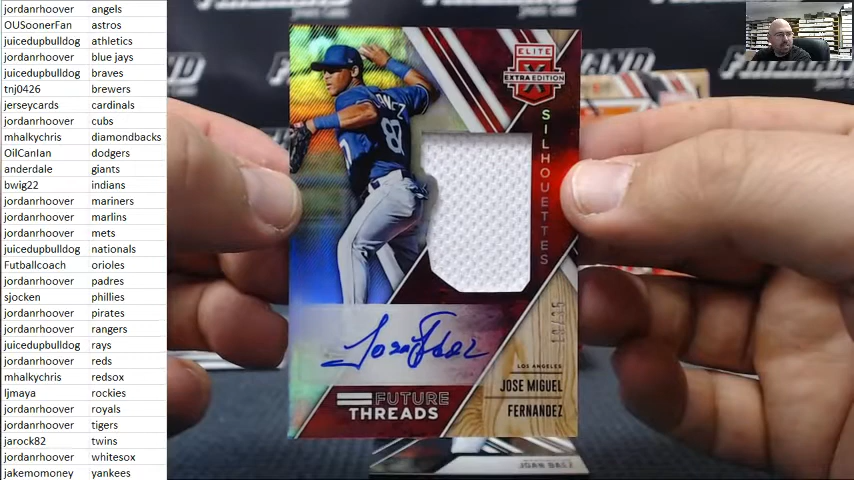 jordanrhoover angels
OUSoonerFan astros
juicedupbulldog athletics
jordanrhoover blue jays
juicedupbulldog braves
tnj0426 brewers
jerseycards cardinals
jordanrhoover cubs
mhalkychris diamondbacks
OilCanIan dodgers
anderdale giants
bwig22 indians
jordanrhoover mariners
jordanrhoover marlins
jordanrhoover mets
juicedupbulldog nationals
Futballcoach orioles
jordanrhoover padres
sjocken phillies
jordanrhoover pirates
jordanrhoover rangers
juicedupbulldog rays
jordanrhoover reds
mhalkychris redsox
ljmaya rockies
jordanrhoover royals
jordanrhoover tigers
jarock82 twins
jordanrhoover whitesox
jakemomoney yankees
ELITE
EXTRA EDITION
SILHOUETTES
87
LOS ANGELES
JOSE MIGUEL
FERNANDEZ
FUTURE
THREADS
JOAN BAEZ